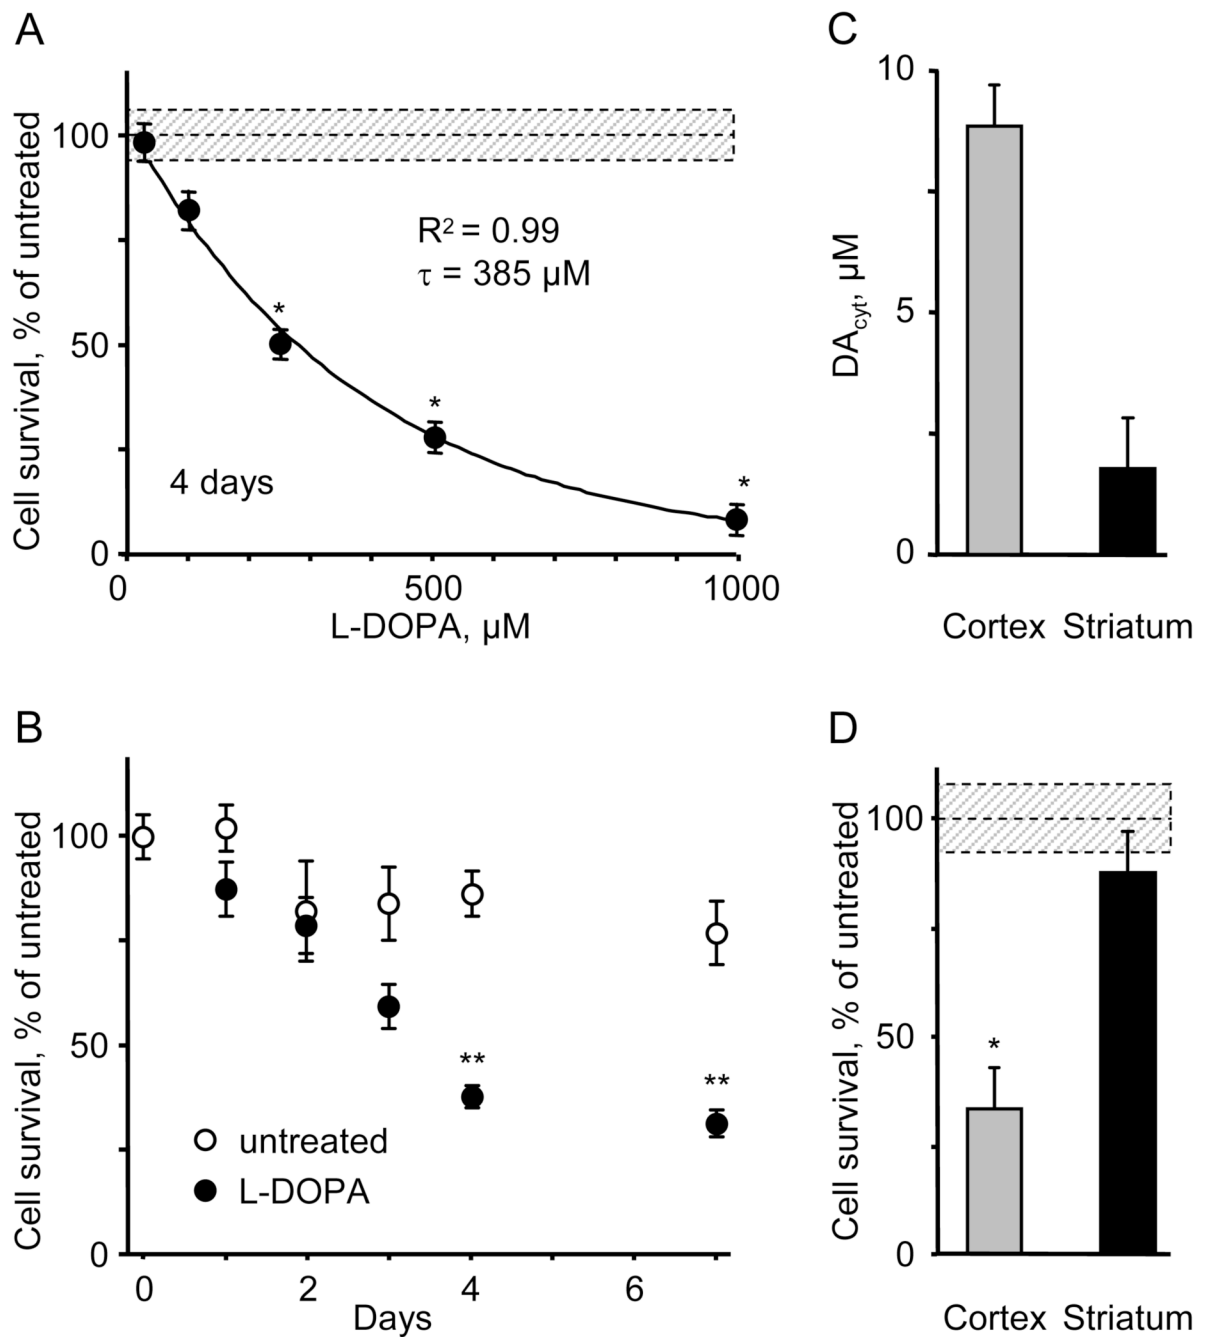 A
Cell survival, % of untreated
100
50
0
R² = 0.99
τ = 385 µM
*
*
*
4 days
0
500
1000
L-DOPA, µM
C
DAcyt, µM
10
5
0
Cortex
Striatum
B
Cell survival, % of untreated
100
50
0
**
**
untreated
L-DOPA
0
2
4
6
Days
D
Cell survival, % of untreated
100
50
0
*
Cortex
Striatum